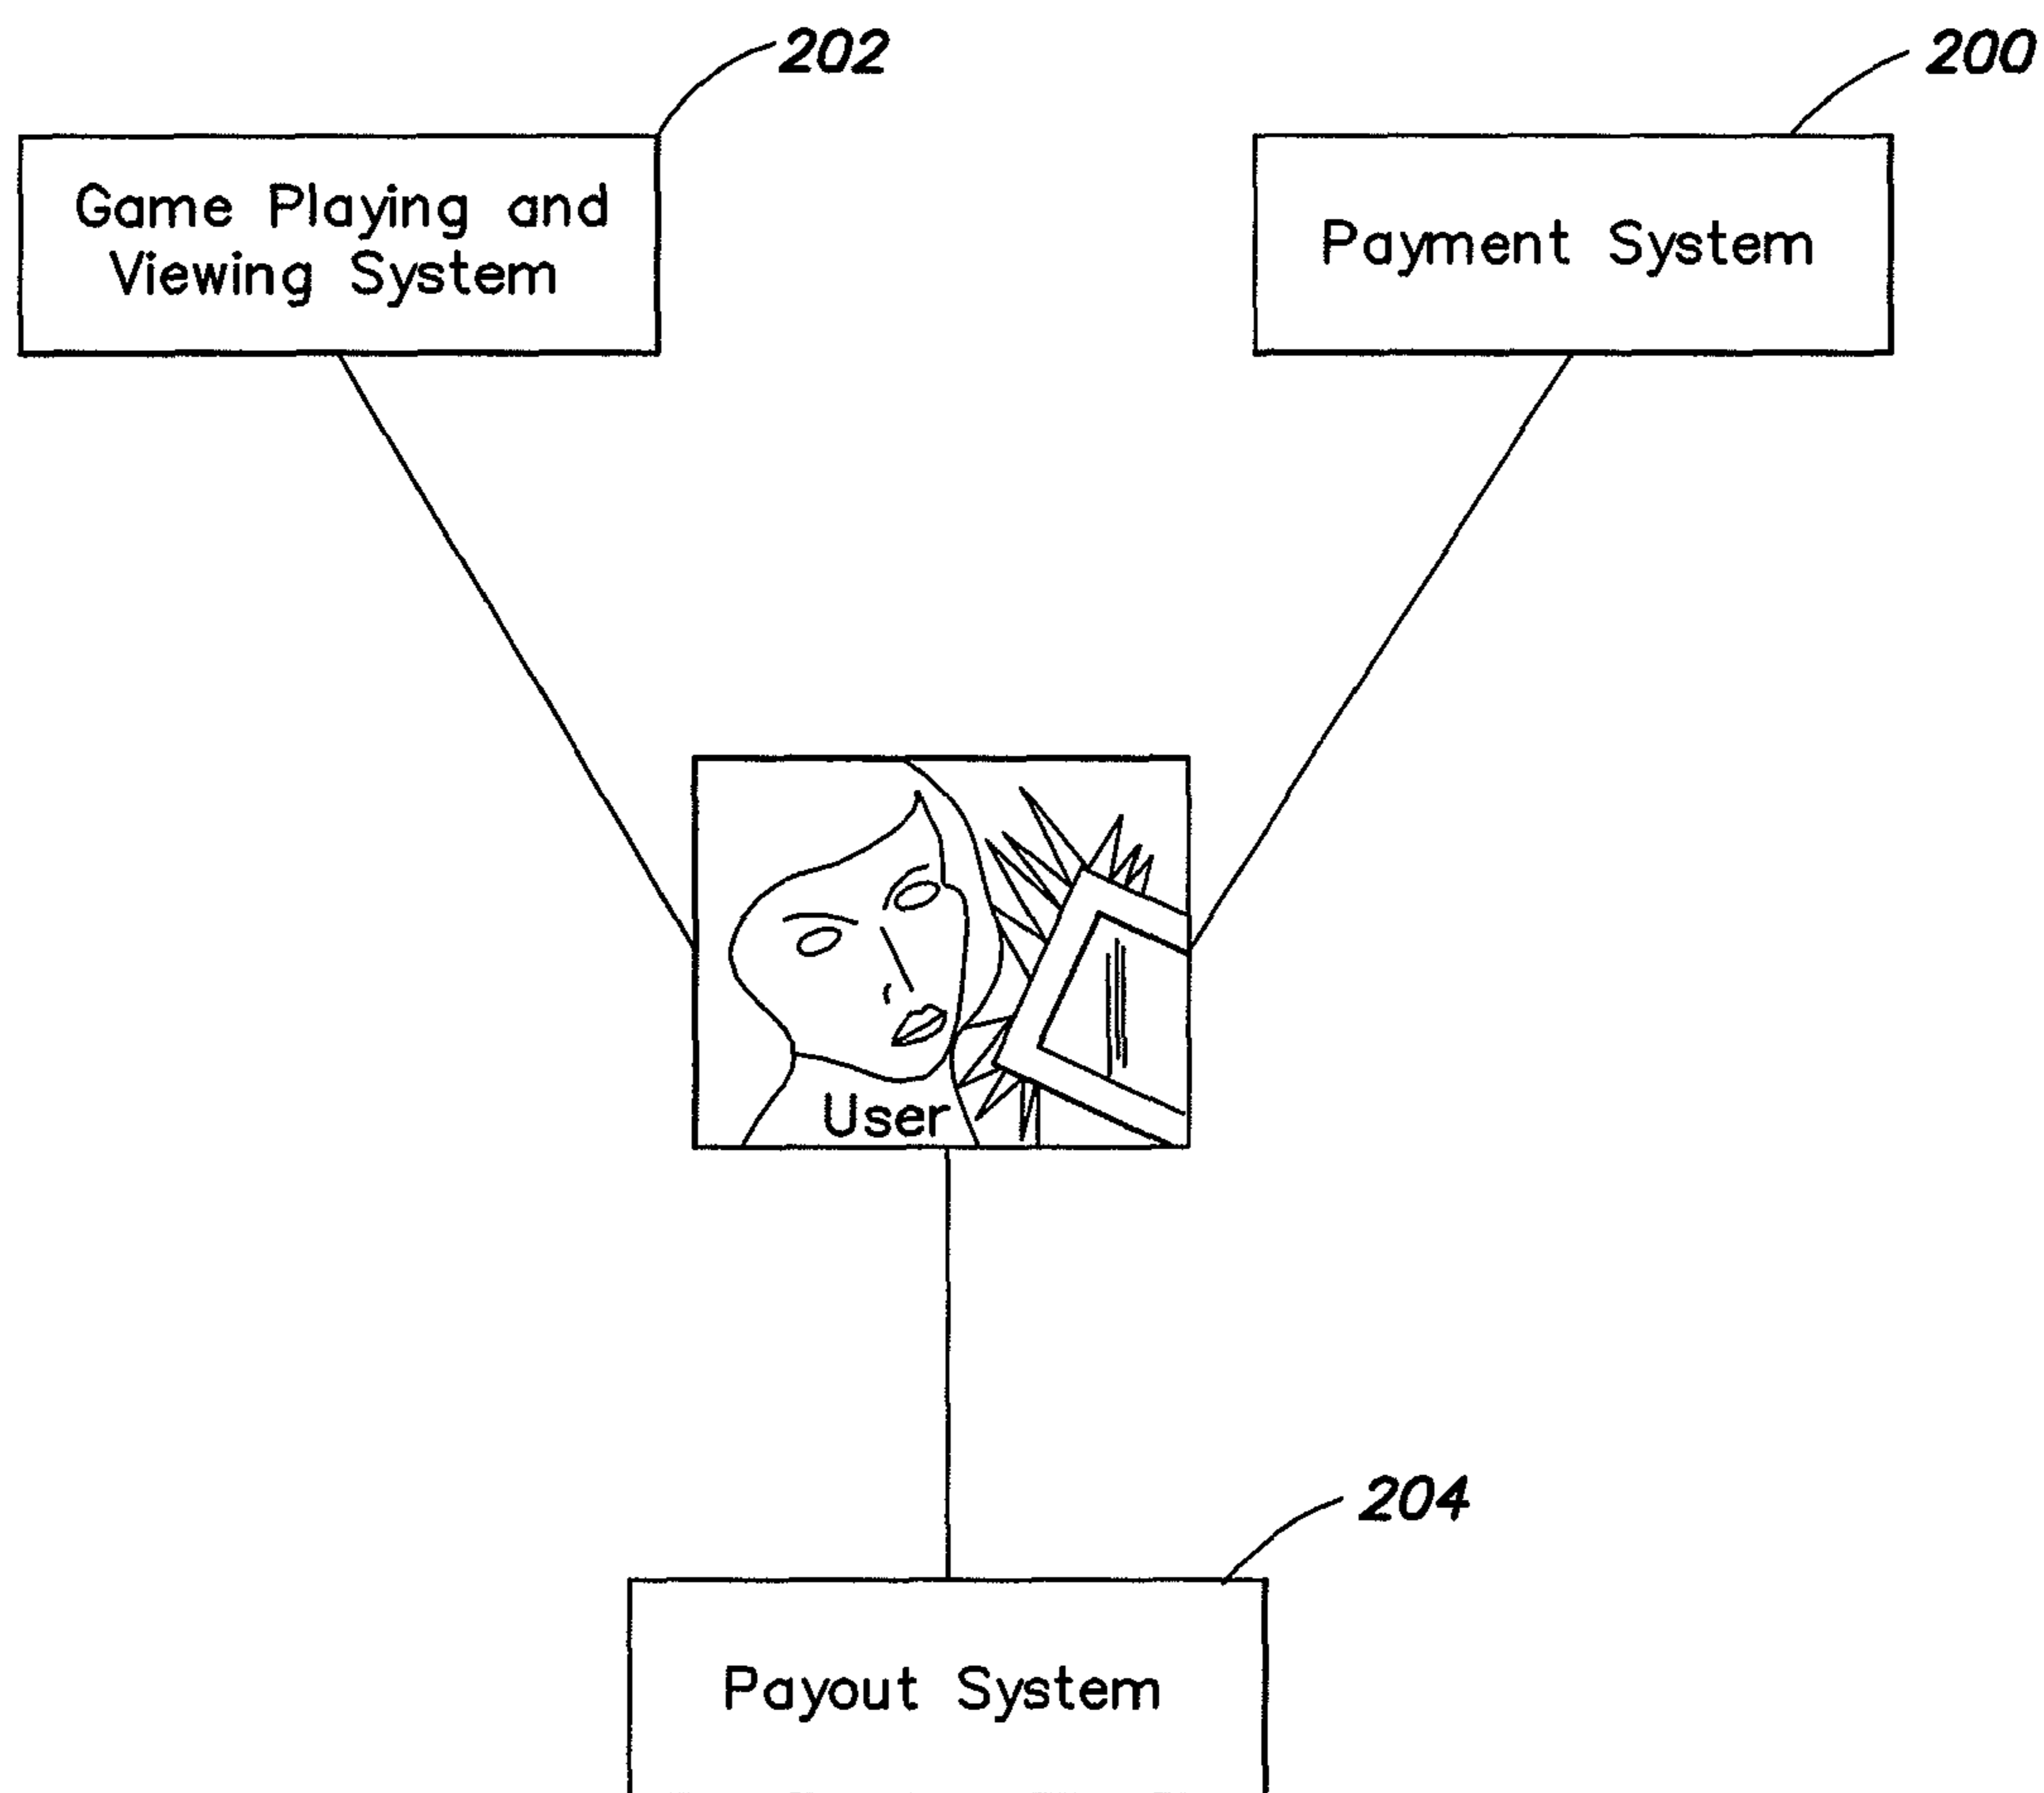 202
200
Game Playing and
Viewing System
Payment System
User
204
Payout System